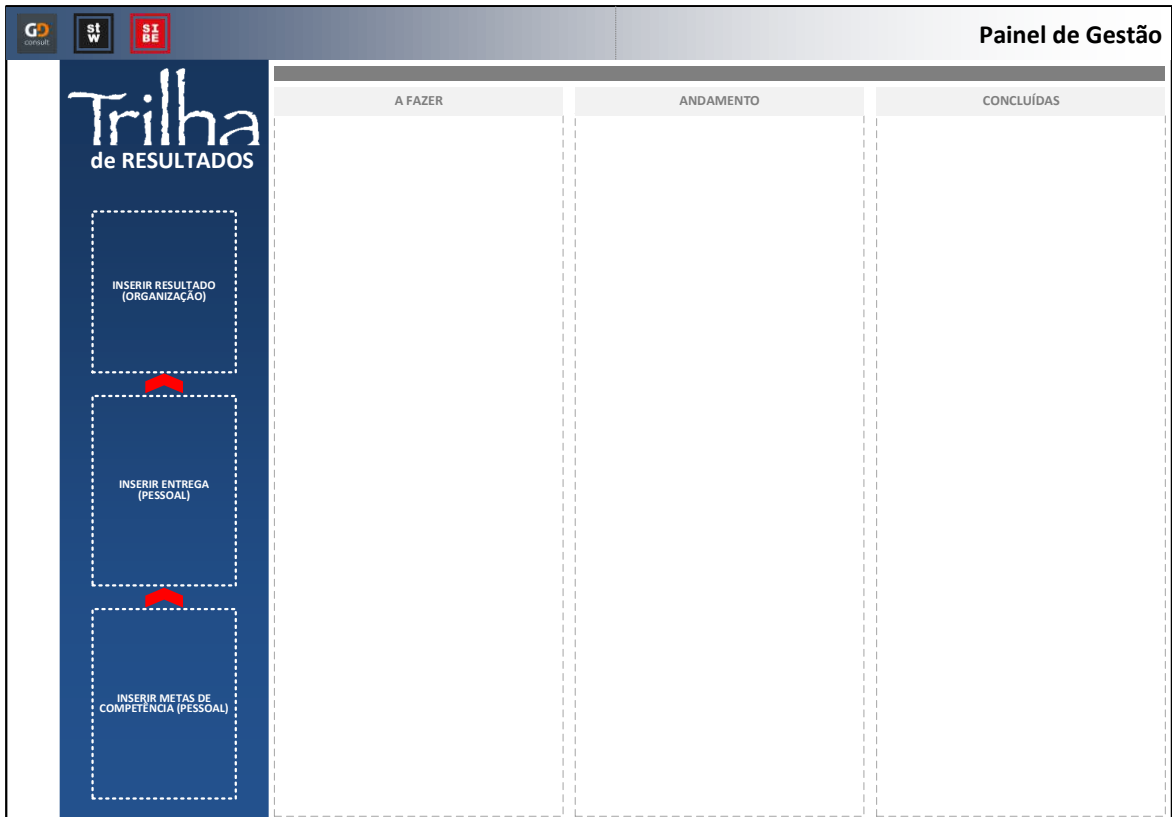 GD
consult
st
W
SI
BE
Painel de Gestão
Trilha
de RESULTADOS
A FAZER
ANDAMENTO
CONCLUÍDAS
INSERIR RESULTADO
(ORGANIZAÇÃO)
INSERIR ENTREGA
(PESSOAL)
INSERIR METAS DE
COMPETÊNCIA (PESSOAL)